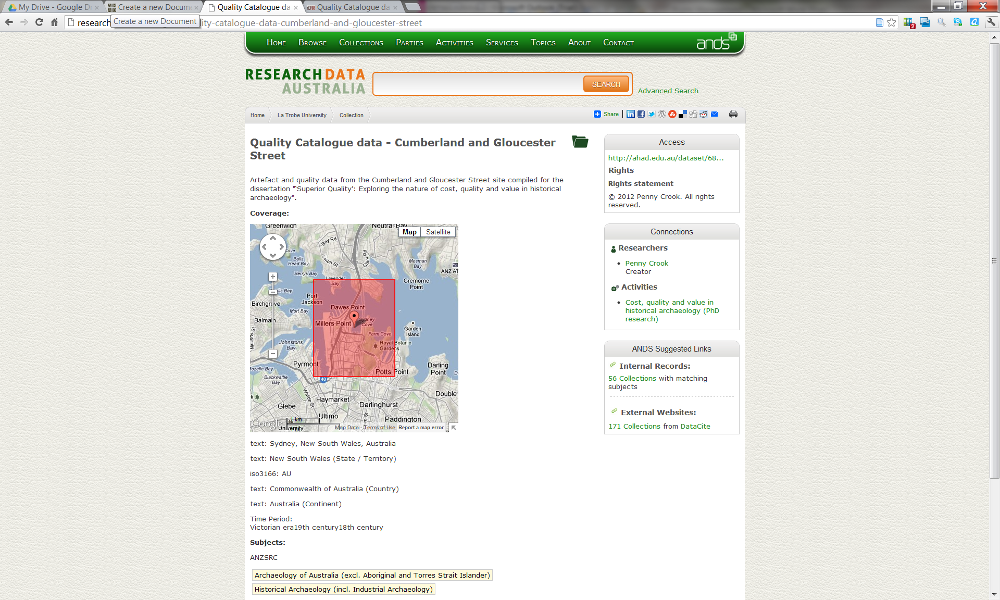 My Drive - Google Dr
Create a new Docume
Quality Catalogue da
Quality Catalogue da
research
Create a new Document
ity-catalogue-data-cumberland-and-gloucester-street
2
Home Browse Collections Parties Activities Services Topics About Contact
ands
RESEARCH DATA
AUSTRALIA
SEARCH
Advanced Search
Home La Trobe University Collection
Share
Quality Catalogue data - Cumberland and Gloucester
Street
Artefact and quality data from the Cumberland and Gloucester Street site compiled for the
dissertation "‘Superior Quality’: Exploring the nature of cost, quality and value in historical
archaeology".
Coverage:
Greenwich
Neutral Bay
Map Satellite
Bay Rd
Cove
Union St
Clark Rd
Balls
Head Bay
Mosman
Bay
Berrys Bay
ANZ AT
Lavender
Bay
Cremorne
Point
ils Bay
Port
Jackson
Birchgrove
Dawes Point
Mort Bay
Balmain
Millers Point
Sydney
Cove
Garden
Island
Farm Cove
Johnstons
Bay
Royal Botanic
Gardens
Pyrmont
Darling
Point
Potts Point
Rozelle Bay
Blackwattle
Bay
40
Wattle St
Double
Haymarket
Glebe
Darlinghurst
Ultimo
Paddington
1 km
1 mi
Google
University
Map Data - Terms of Use Report a map error
text: Sydney, New South Wales, Australia
text: New South Wales (State / Territory)
iso3166: AU
text: Commonwealth of Australia (Country)
text: Australia (Continent)
Time Period:
Victorian era19th century18th century
Subjects:
ANZSRC
Archaeology of Australia (excl. Aboriginal and Torres Strait Islander)
Historical Archaeology (incl. Industrial Archaeology)
Access
http://ahad.edu.au/dataset/68...
Rights
Rights statement
© 2012 Penny Crook. All rights
reserved.
Connections
Researchers
Penny Crook
Creator
Activities
Cost, quality and value in
historical archaeology (PhD
research)
ANDS Suggested Links
Internal Records:
56 Collections with matching
subjects
External Websites:
171 Collections from DataCite